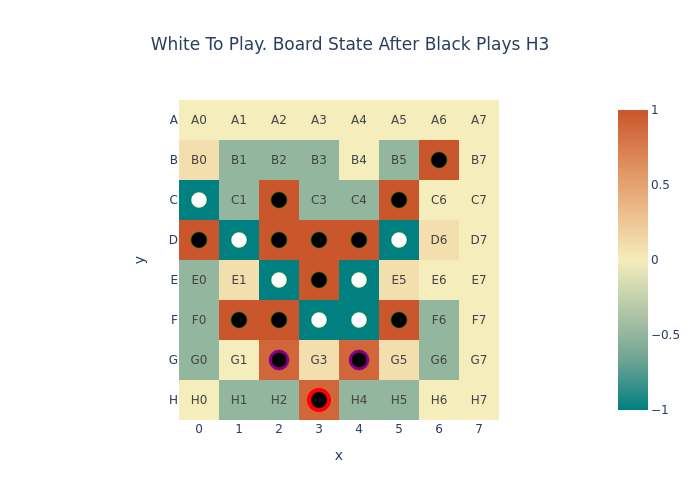 White To Play. Board State After Black Plays H3
A A0 A1 A2 A3 A4 A5 A6 A7
B B0 B1 B2 B3 B4 B5 B7
C C1 C3 C4 C6 C7
D D6 D7
E E0 E1 E5 E6 E7
F F0 F6 F7
G G0 G1 G3 G5 G6 G7
H H0 H1 H2 H4 H5 H6 H7
0 1 2 3 4 5 6 7
x
y
1
0.5
0
−0.5
−1